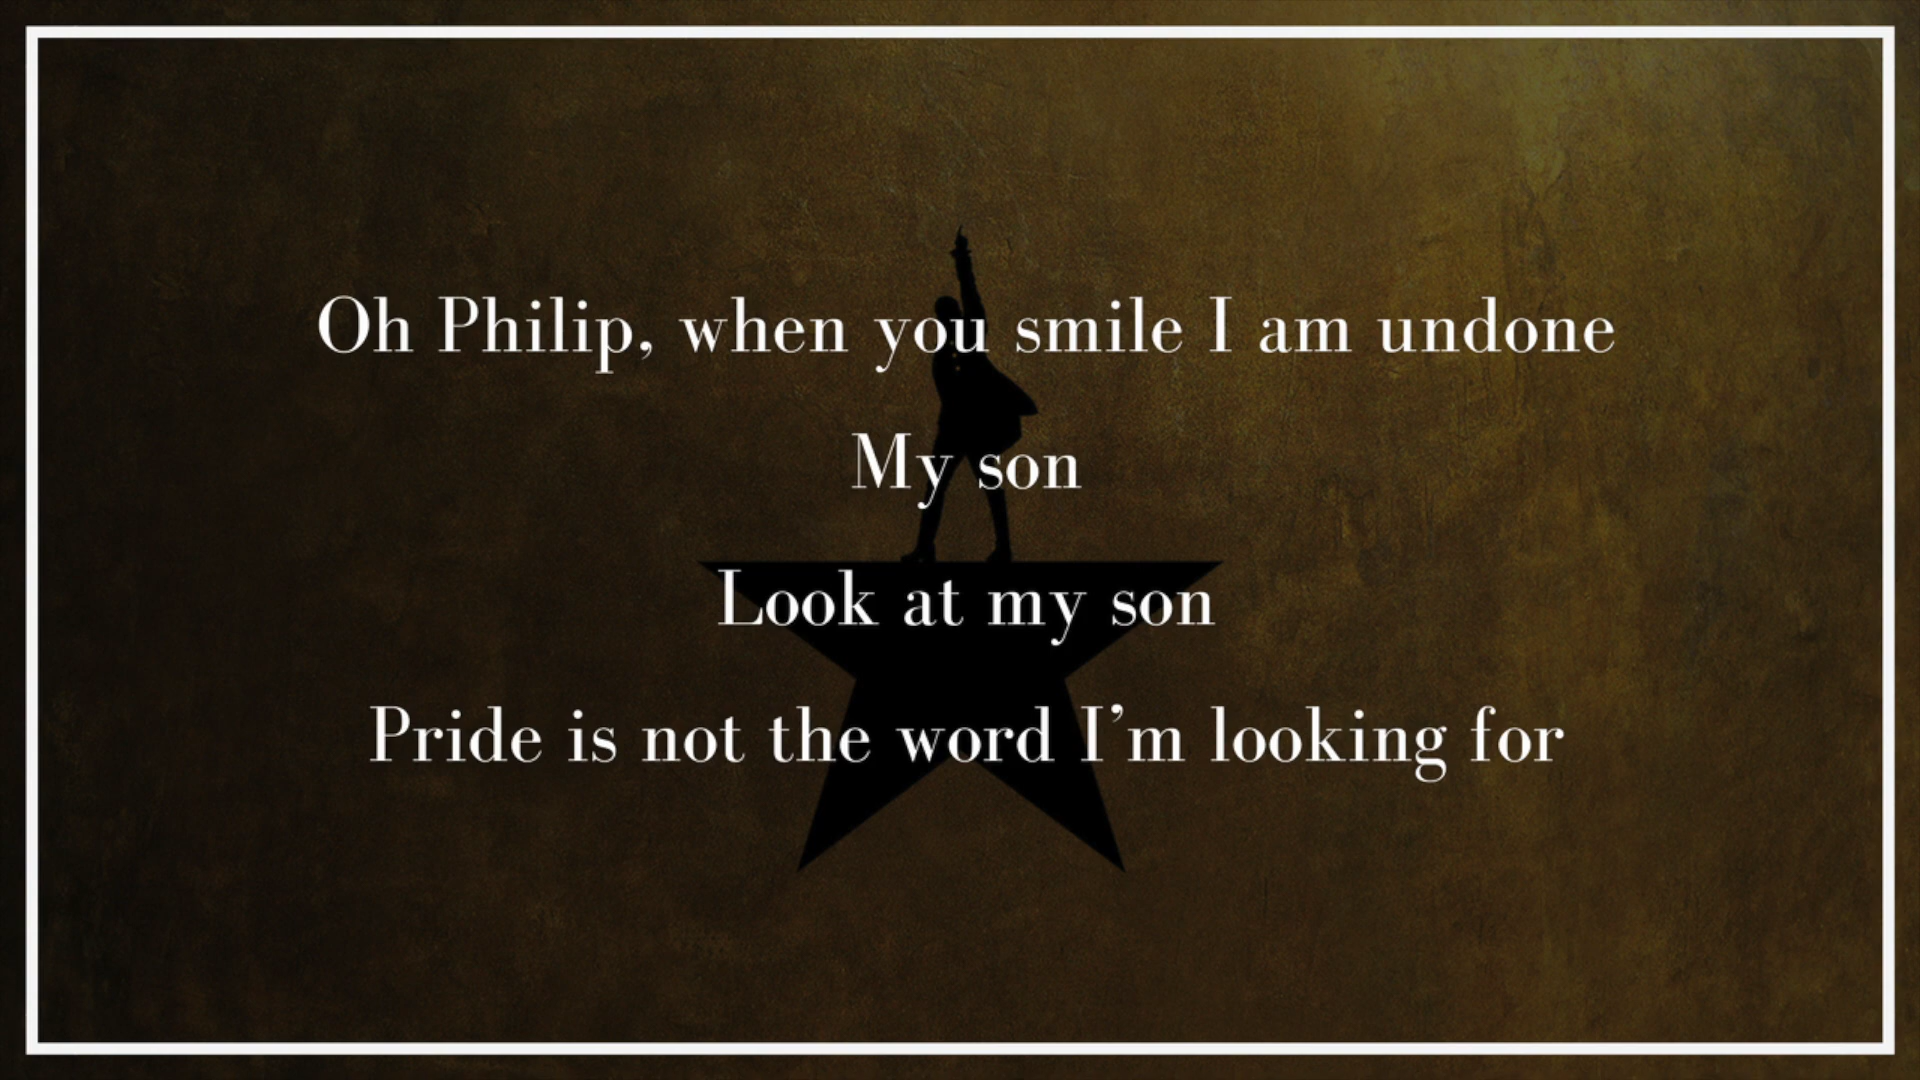 Oh Philip, when you smile I am undone
My son
Look at my son
Pride is not the word I’m looking for